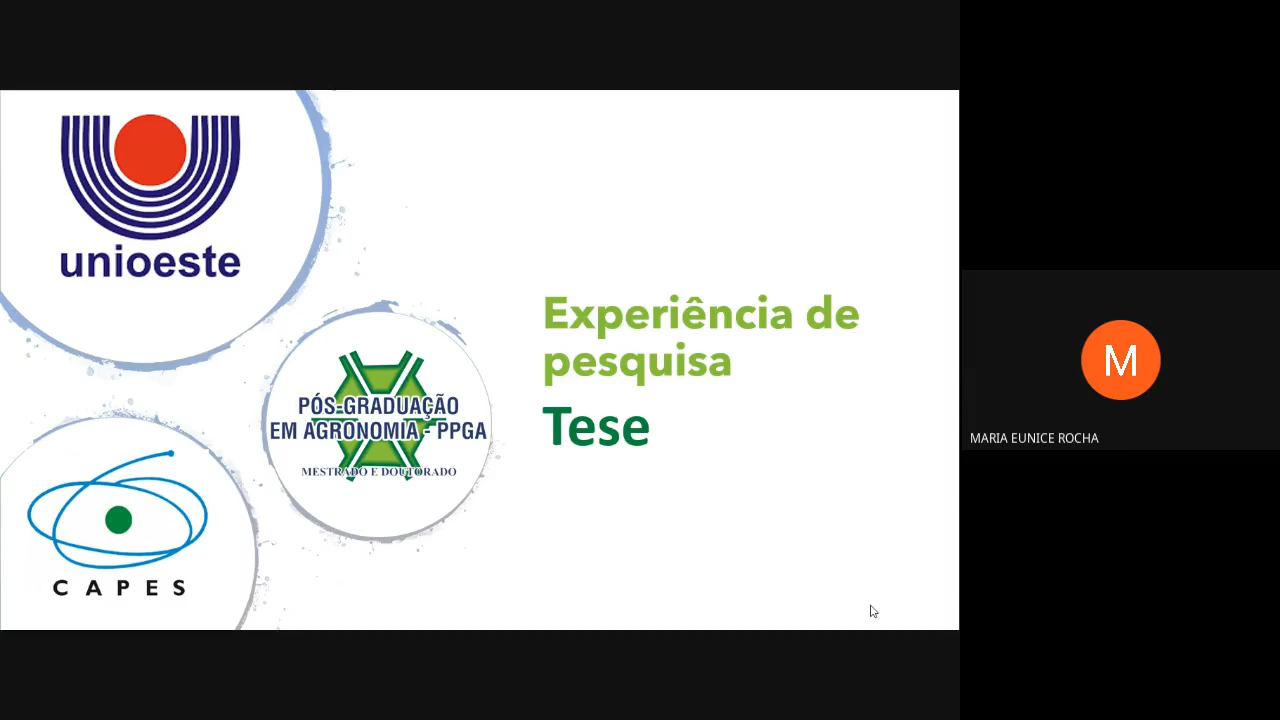 unioeste
PÓS-GRADUAÇÃO
EM AGRONOMIA - PPGA
MESTRADO E DOUTORADO
CAPES
Experiência de
pesquisa
Tese
M
MARIA EUNICE ROCHA